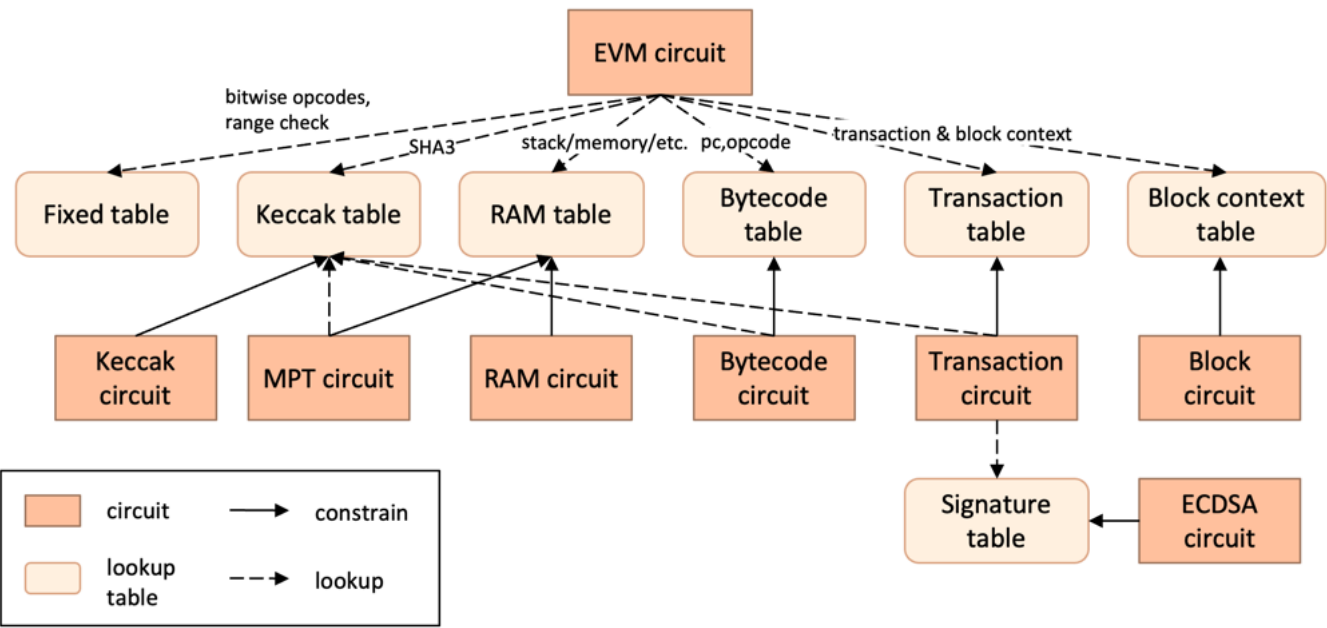 EVM circuit
bitwise opcodes,
range check
SHA3
stack/memory/etc.
pc,opcode
transaction & block context
Fixed table
Keccak table
RAM table
Bytecode
table
Transaction
table
Block context
table
Keccak
circuit
MPT circuit
RAM circuit
Bytecode
circuit
Transaction
circuit
Block
circuit
Signature
table
ECDSA
circuit
circuit
constrain
lookup
table
lookup